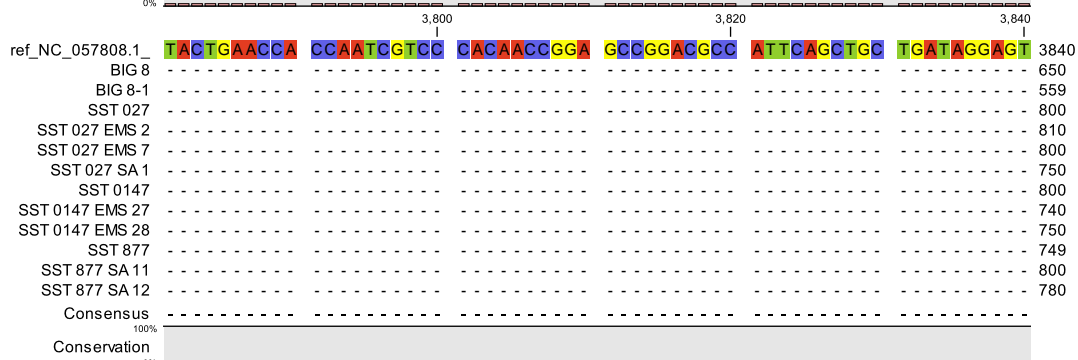 0%
3,800 3,820 3,840
ref_NC_057808.1_ TACTGAACCA CCAATCGTCC CACAACCGGA GCCGGACGCC ATTCAGCTGC TGATAGGAGT 3840
BIG 8 - - - - - - - - - - - - - - - - - - - - - - - - - - - - - - - - - - - - - - - - - - - - - - - - - - - - - - - - - - - - 650
BIG 8-1 - - - - - - - - - - - - - - - - - - - - - - - - - - - - - - - - - - - - - - - - - - - - - - - - - - - - - - - - - - - - 559
SST 027 - - - - - - - - - - - - - - - - - - - - - - - - - - - - - - - - - - - - - - - - - - - - - - - - - - - - - - - - - - - - 800
SST 027 EMS 2 - - - - - - - - - - - - - - - - - - - - - - - - - - - - - - - - - - - - - - - - - - - - - - - - - - - - - - - - - - - - 810
SST 027 EMS 7 - - - - - - - - - - - - - - - - - - - - - - - - - - - - - - - - - - - - - - - - - - - - - - - - - - - - - - - - - - - - 800
SST 027 SA 1 - - - - - - - - - - - - - - - - - - - - - - - - - - - - - - - - - - - - - - - - - - - - - - - - - - - - - - - - - - - - 750
SST 0147 - - - - - - - - - - - - - - - - - - - - - - - - - - - - - - - - - - - - - - - - - - - - - - - - - - - - - - - - - - - - 800
SST 0147 EMS 27 - - - - - - - - - - - - - - - - - - - - - - - - - - - - - - - - - - - - - - - - - - - - - - - - - - - - - - - - - - - - 740
SST 0147 EMS 28 - - - - - - - - - - - - - - - - - - - - - - - - - - - - - - - - - - - - - - - - - - - - - - - - - - - - - - - - - - - - 750
SST 877 - - - - - - - - - - - - - - - - - - - - - - - - - - - - - - - - - - - - - - - - - - - - - - - - - - - - - - - - - - - - 749
SST 877 SA 11 - - - - - - - - - - - - - - - - - - - - - - - - - - - - - - - - - - - - - - - - - - - - - - - - - - - - - - - - - - - - 800
SST 877 SA 12 - - - - - - - - - - - - - - - - - - - - - - - - - - - - - - - - - - - - - - - - - - - - - - - - - - - - - - - - - - - - 780
Consensus - - - - - - - - - - - - - - - - - - - - - - - - - - - - - - - - - - - - - - - - - - - - - - - - - - - - - - - - - - - -
100%
Conservation